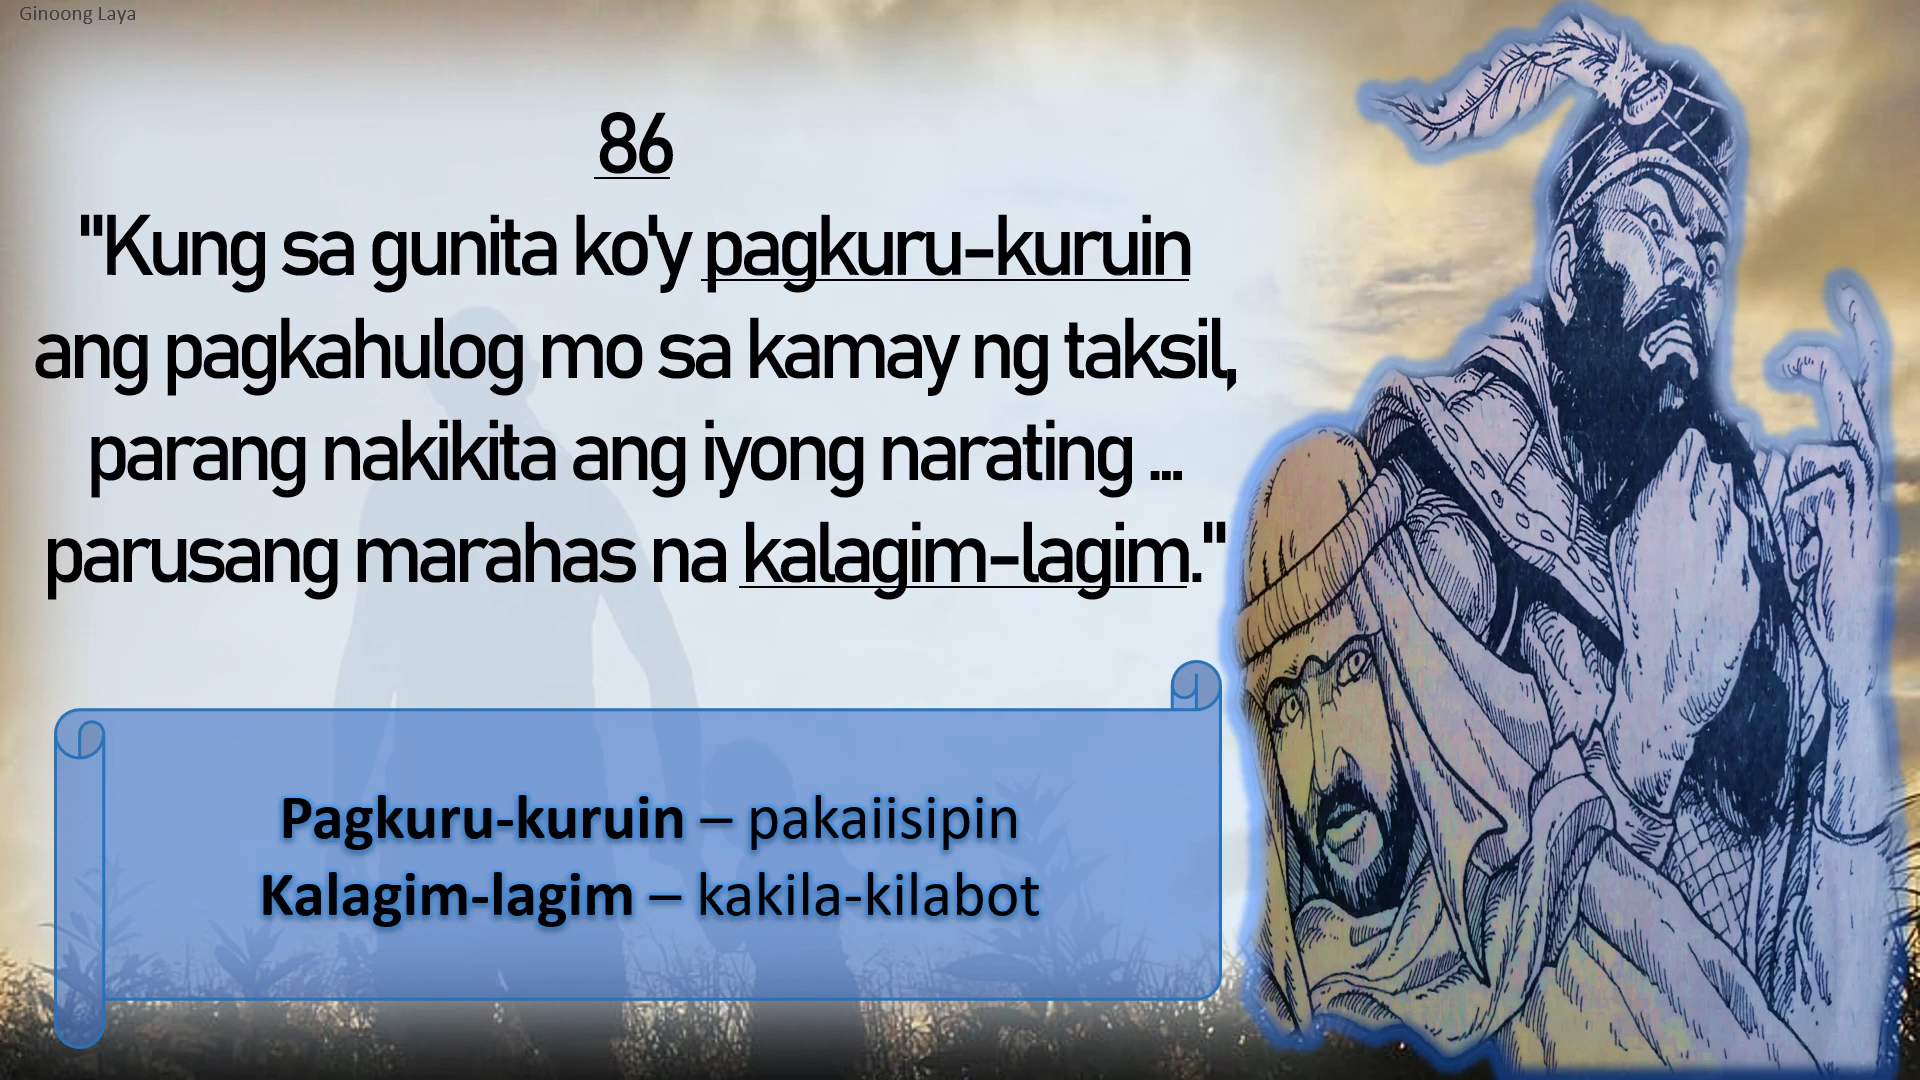 Ginoong Laya
86
"Kung sa gunita ko'y pagkuru-kuruin
ang pagkahulog mo sa kamay ng taksil,
parang nakikita ang iyong narating ...
parusang marahas na kalagim-lagim."
Pagkuru-kuruin – pakaiisipin
Kalagim-lagim – kakila-kilabot